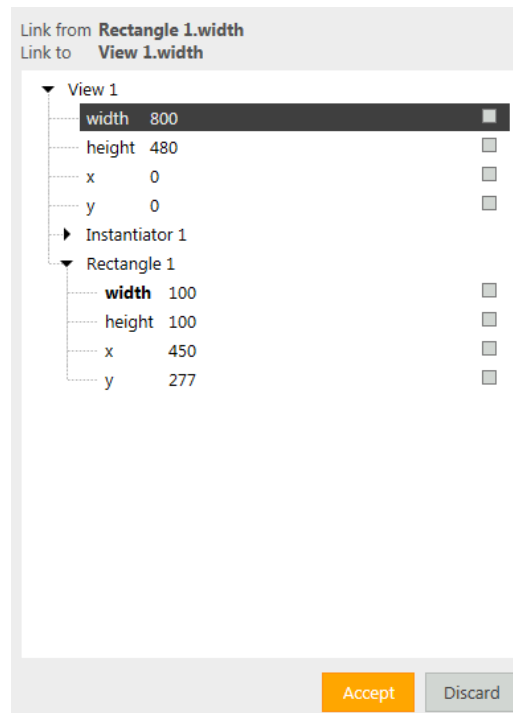 Link from Rectangle 1.width
Link to View 1.width
View 1
width 800
height 480
x 0
y 0
Instantiator 1
Rectangle 1
width 100
height 100
x 450
y 277
Accept Discard